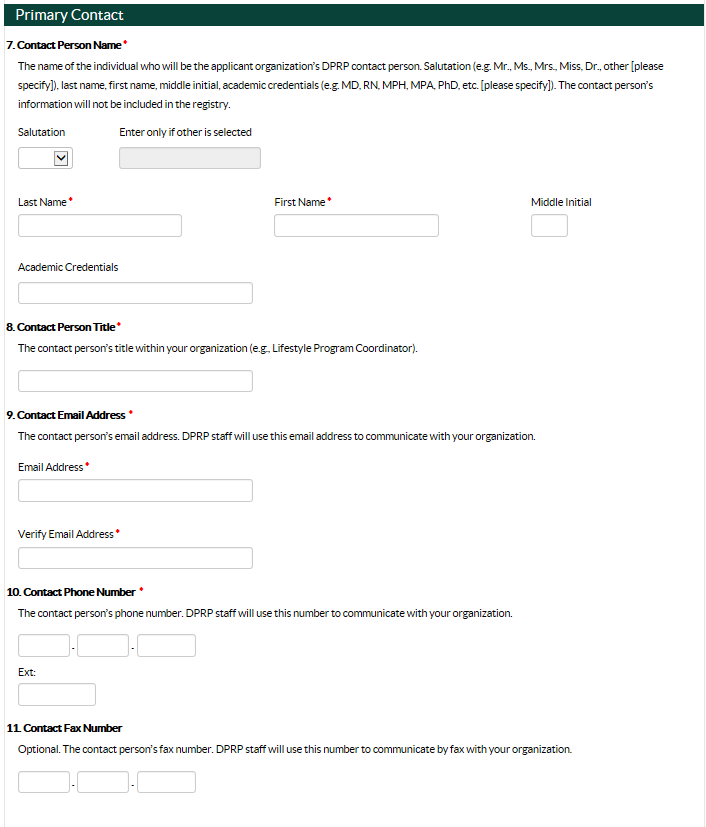 Primary Contact
7. Contact Person Name*
The name of the individual who will be the applicant organization's DPRP contact person. Salutation (e.g. Mr., Ms., Mrs., Miss, Dr., other [please
specify]), last name, first name, middle initial, academic credentials (e.g. MD, RN, MPH, MPA, PhD, etc. [please specify]). The contact person's
information will not be included in the registry.
Salutation Enter only if other is selected
Last Name* First Name* Middle Initial
Academic Credentials
8. Contact Person Title*
The contact person's title within your organization (e.g., Lifestyle Program Coordinator).
9. Contact Email Address *
The contact person's email address. DPRP staff will use this email address to communicate with your organization.
Email Address*
Verify Email Address*
10. Contact Phone Number *
The contact person's phone number. DPRP staff will use this number to communicate with your organization.
- -
Ext:
11. Contact Fax Number
Optional. The contact person's fax number. DPRP staff will use this number to communicate by fax with your organization.
- -